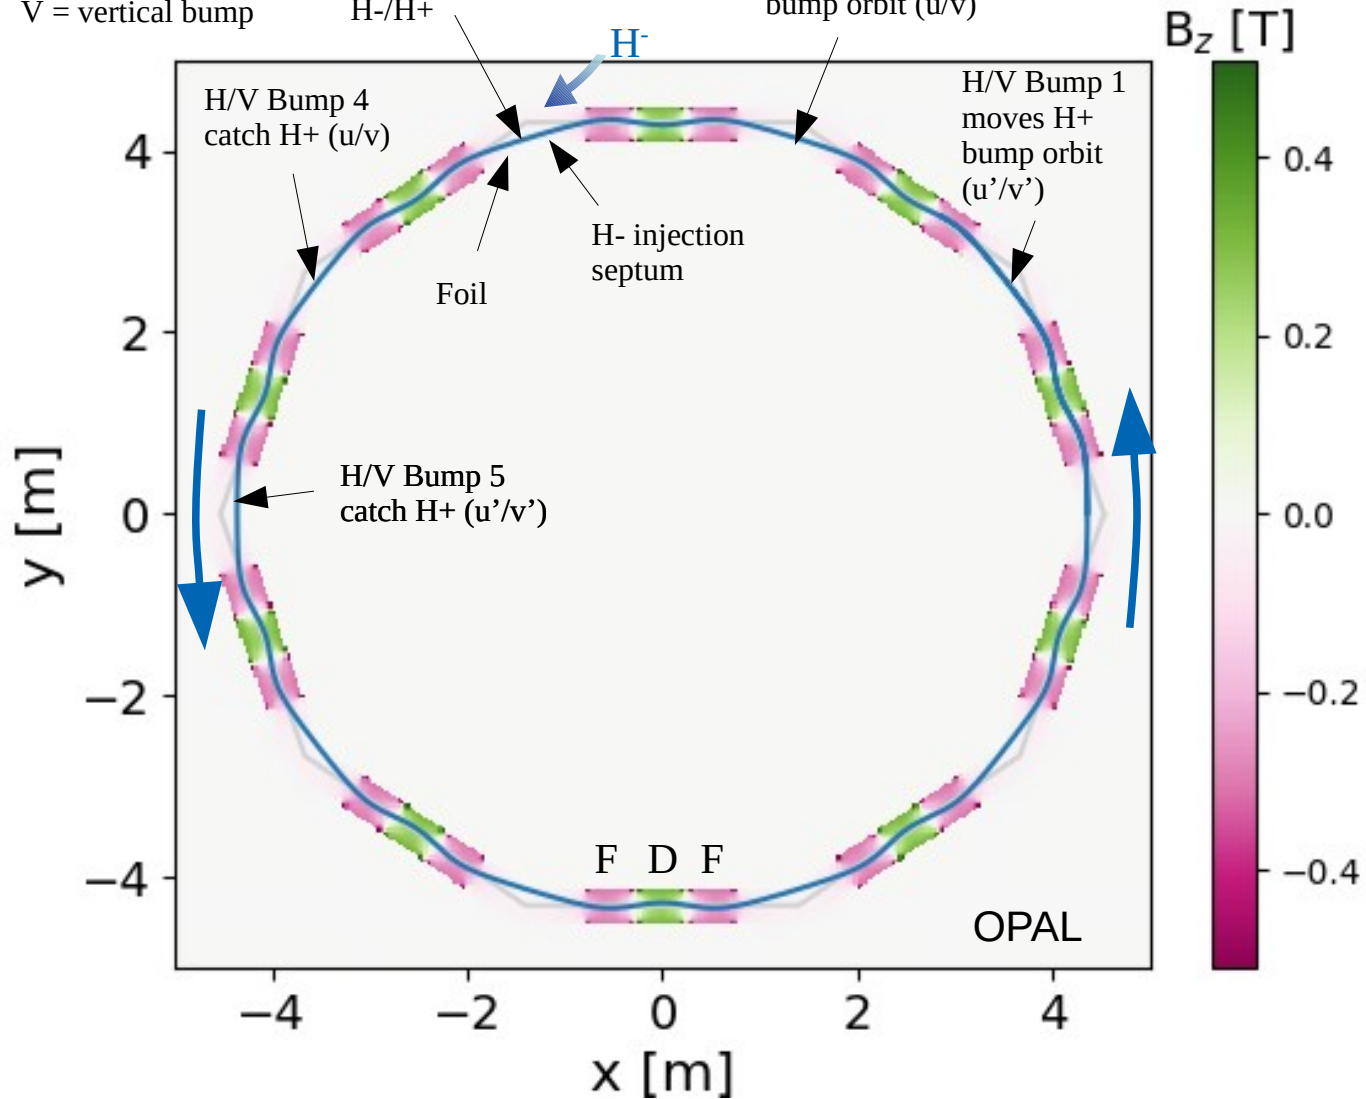 V = vertical bump
H-/H+
bump orbit (u/v)
H-
Bz [T]
H/V Bump 4
catch H+ (u/v)
H/V Bump 1
moves H+
bump orbit
(u’/v’)
H- injection
septum
Foil
H/V Bump 5
catch H+ (u’/v’)
F D F
OPAL
4
2
0
−2
−4
y [m]
−4
−2
0
2
4
x [m]
0.4
0.2
0.0
−0.2
−0.4